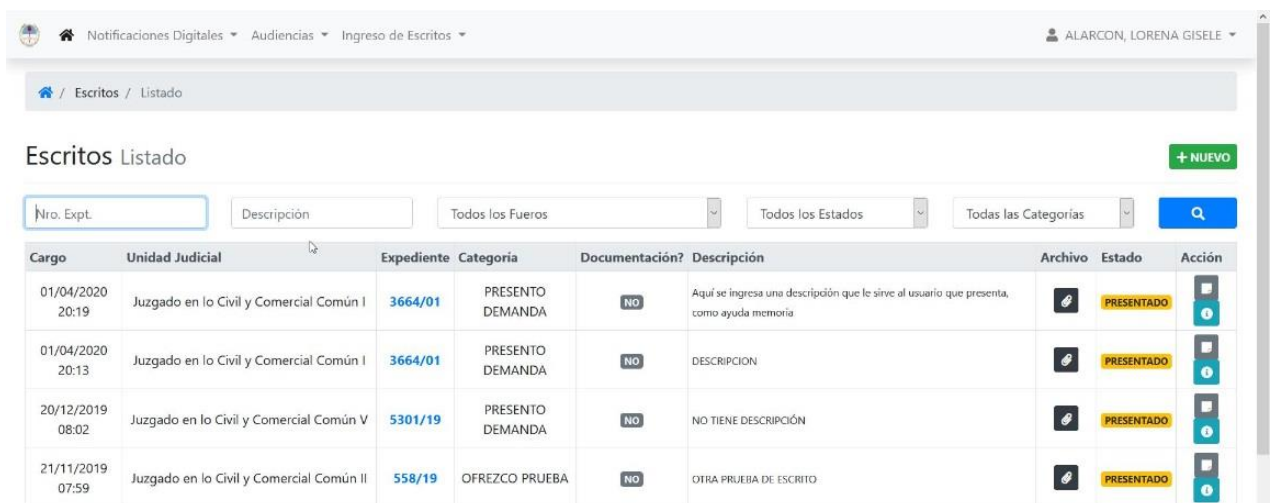 Notificaciones Digitales Audiencias Ingreso de Escritos ALARCON, LORENA GISELE
/ Escritos / Listado
Escritos Listado + NUEVO
Nro. Expt. Descripción Todos los Fueros Todos los Estados Todas las Categorías
Cargo Unidad Judicial Expediente Categoría Documentación? Descripción Archivo Estado Acción
01/04/2020 20:19 Juzgado en lo Civil y Comercial Común I 3664/01 PRESENTO DEMANDA NO Aquí se ingresa una descripción que le sirve al usuario que presenta, como ayuda memoria PRESENTADO
01/04/2020 20:13 Juzgado en lo Civil y Comercial Común I 3664/01 PRESENTO DEMANDA NO DESCRIPCION PRESENTADO
20/12/2019 08:02 Juzgado en lo Civil y Comercial Común V 5301/19 PRESENTO DEMANDA NO NO TIENE DESCRIPCIÓN PRESENTADO
21/11/2019 07:59 Juzgado en lo Civil y Comercial Común II 558/19 OFREZCO PRUEBA NO OTRA PRUEBA DE ESCRITO PRESENTADO